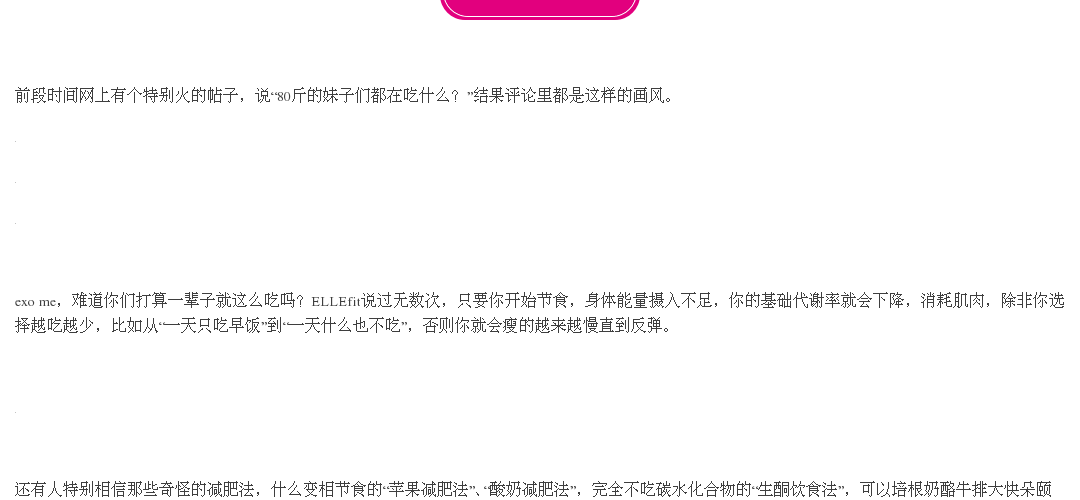 前段时间网上有个特别火的帖子，说“80斤的妹子们都在吃什么？”结果评论里都是这样的画风。
exo me，难道你们打算一辈子就这么吃吗？ELLEfit说过无数次，只要你开始节食，身体能量摄入不足，你的基础代谢率就会下降，消耗肌肉，除非你选
择越吃越少，比如从“一天只吃早饭”到“一天什么也不吃”，否则你就会瘦的越来越慢直到反弹。
还有人特别相信那些奇怪的减肥法，什么变相节食的“苹果减肥法”、“酸奶减肥法”，完全不吃碳水化合物的“生酮饮食法”，可以培根奶酪牛排大快朵颐